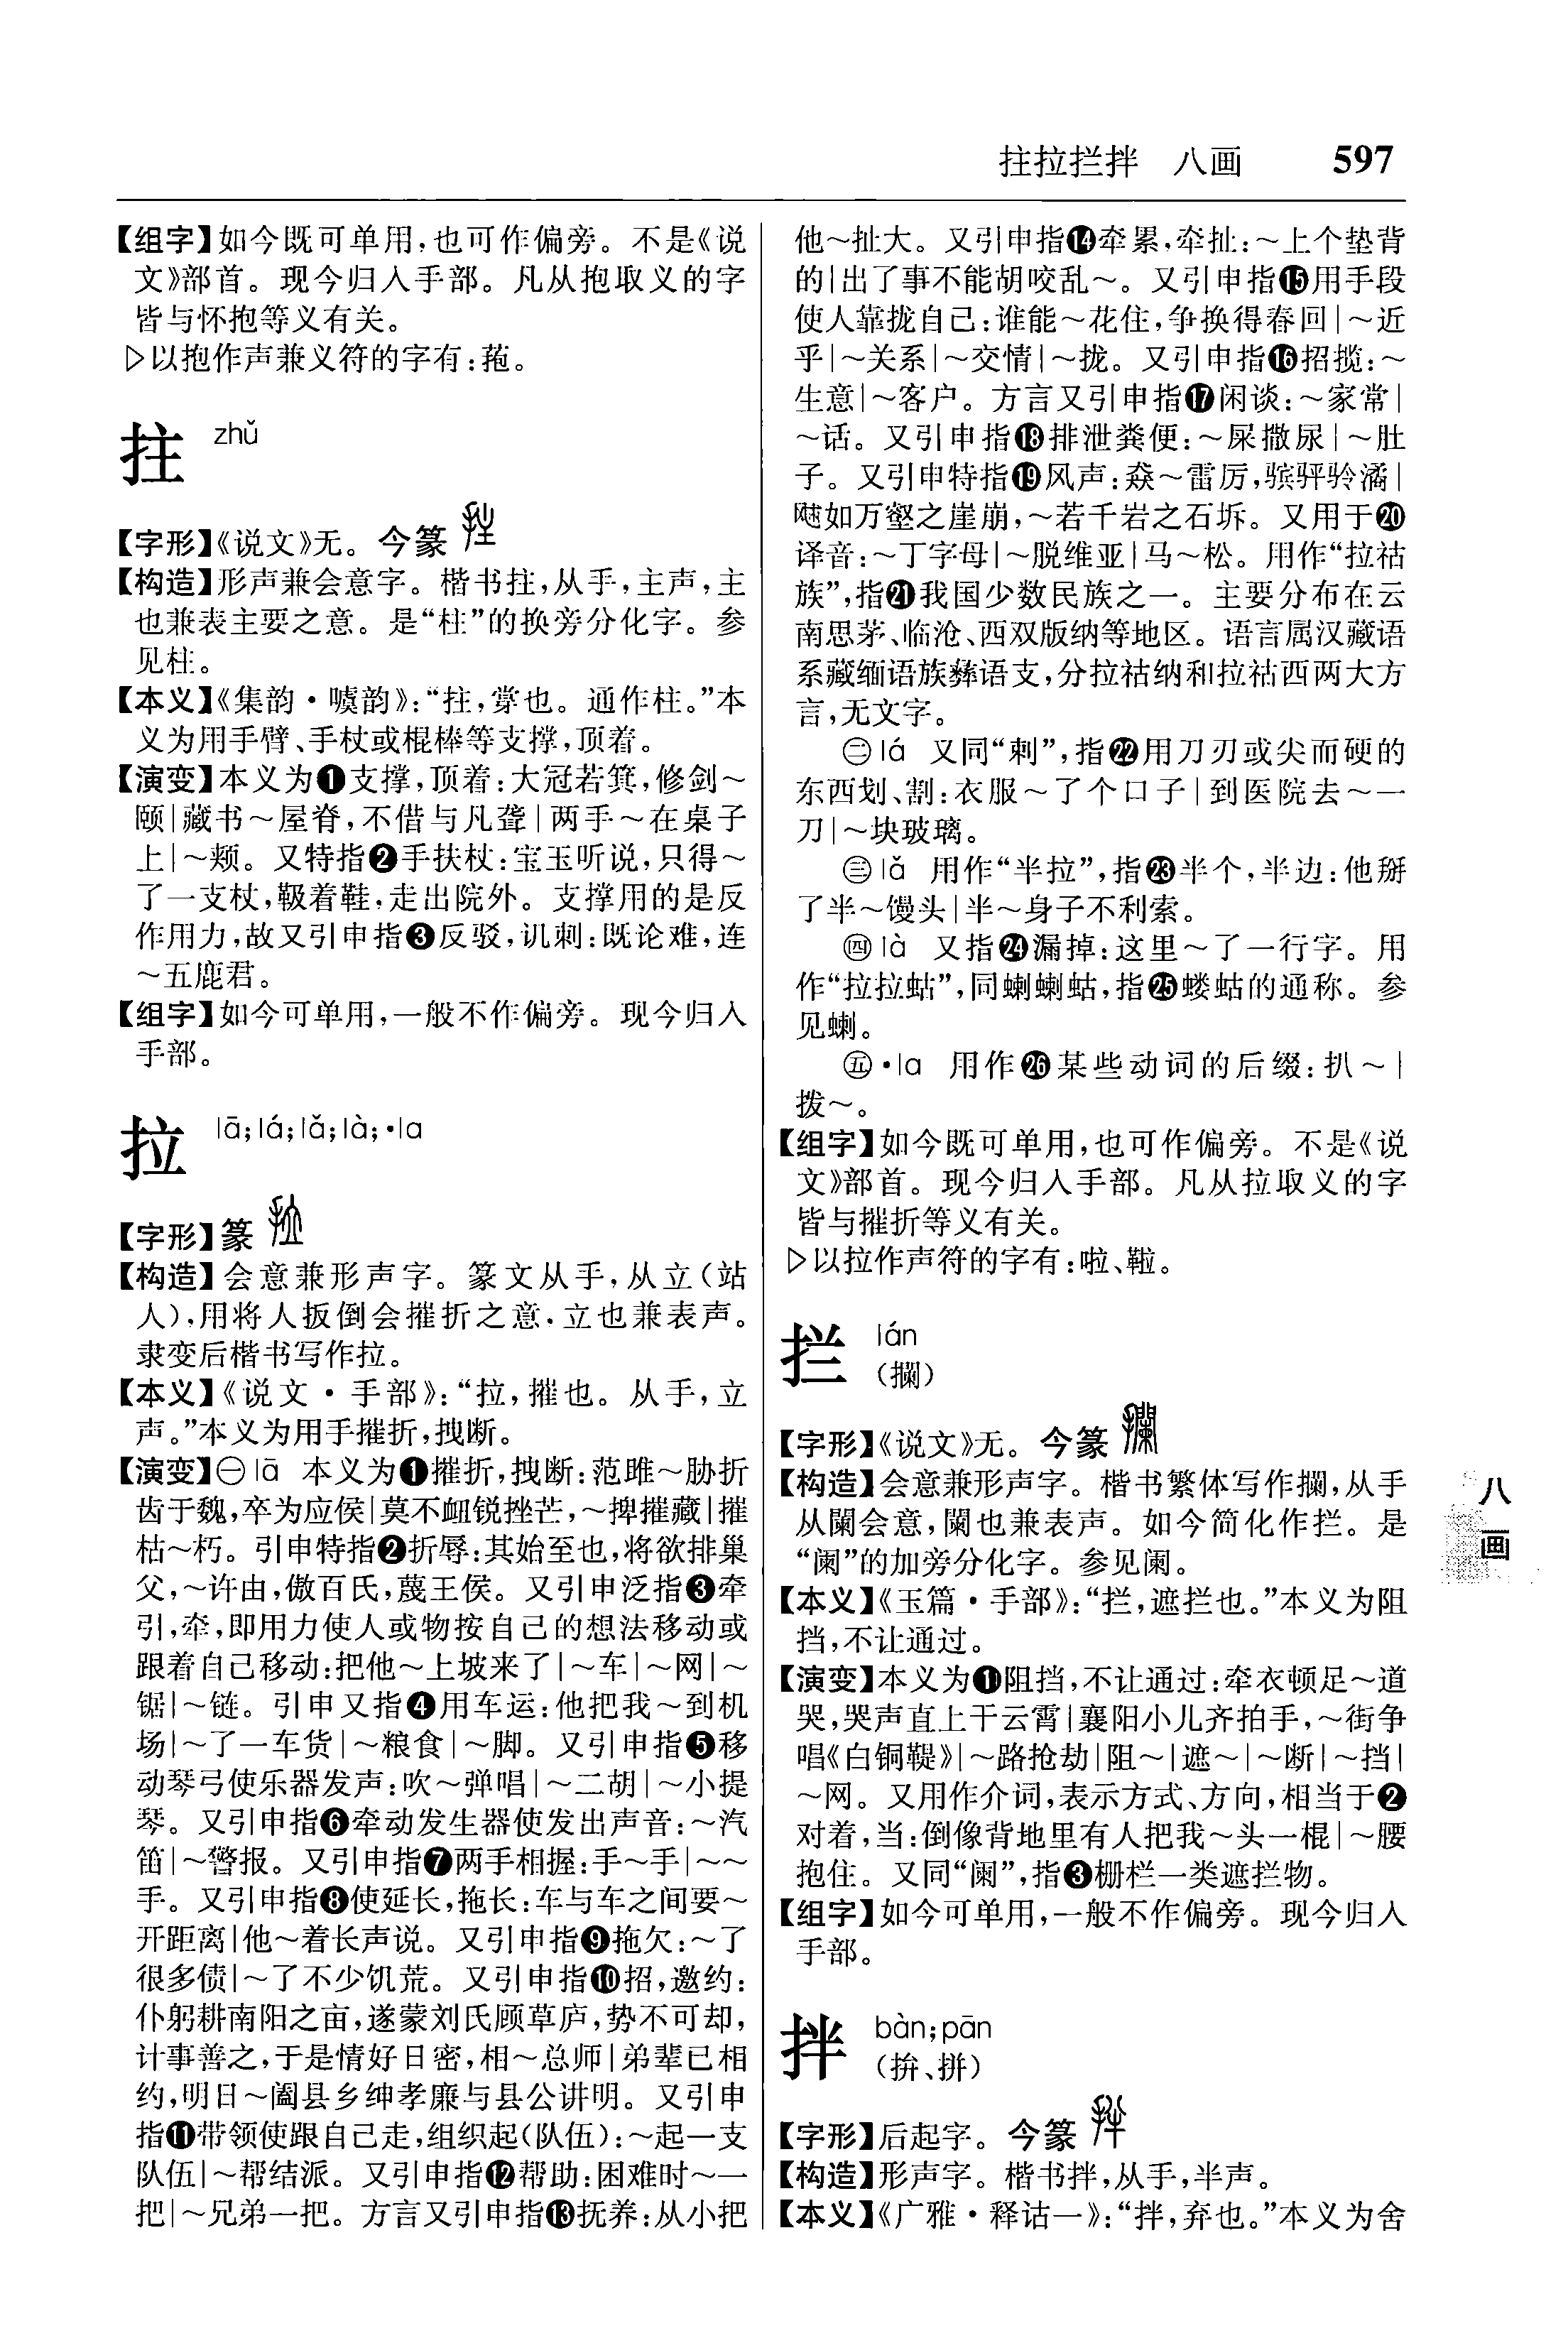 拄拉拦拌　八画　597
【组字】如今既可单用,也可作偏旁。不是《说
文》部首。现今归入手部。凡从抱取义的字
皆与怀抱等义有关。
▷以抱作声兼义符的字有:菢。
拄 zhǔ
【字形】《说文》无。今篆
【构造】形声兼会意字。楷书拄,从手,主声,主
也兼表主要之意。是“柱”的换旁分化字。参
见柱。
【本义】《集韵·噳韵》:“拄,掌也。通作柱。”本
义为用手臂、手杖或棍棒等支撑,顶着。
【演变】本义为❶支撑,顶着:大冠若箕,修剑～
颐|藏书～屋脊,不借与凡聋|两手～在桌子
上|～颊。又特指❷手扶杖:宝玉听说,只得～
了一支杖,靸着鞋,走出院外。支撑用的是反
作用力,故又引申指❸反驳,讥刺:既论难,连
～五鹿君。
【组字】如今可单用,一般不作偏旁。现今归入
手部。
拉 lā;lá;lǎ;là;·la
【字形】篆
【构造】会意兼形声字。篆文从手,从立(站
人),用将人扳倒会摧折之意,立也兼表声。
隶变后楷书写作拉。
【本义】《说文·手部》:“拉,摧也。从手,立
声。”本义为用手摧折,拽断。
【演变】㊀lā　本义为❶摧折,拽断:范雎～胁折
齿于魏,卒为应侯|莫不衄锐挫芒,～捭摧藏|摧
枯～朽。引申特指❷折辱:其始至也,将欲排巢
父,～许由,傲百氏,蔑王侯。又引申泛指❸牵
引,牵,即用力使人或物按自己的想法移动或
跟着自己移动:把他～上坡来了|～车|～网|～
锯|～链。引申又指❹用车运:他把我～到机
场|～了一车货|～粮食|～脚。又引申指❺移
动琴弓使乐器发声:吹～弹唱|～二胡|～小提
琴。又引申指❻牵动发生器使发出声音:～汽
笛|～警报。又引申指❼两手相握:手～手|～～
手。又引申指❽使延长,拖长:车与车之间要～
开距离|他～着长声说。又引申指❾拖欠:～了
很多债|～了不少饥荒。又引申指❿招,邀约:
仆躬耕南阳之亩,遂蒙刘氏顾草庐,势不可却,
计事善之,于是情好日密,相～总师|弟辈已相
约,明日～阖县乡绅孝廉与县公讲明。又引申
指⓫带领使跟自己走,组织起(队伍):～起一支
队伍|～帮结派。又引申指⓬帮助:困难时～一
把|～兄弟一把。方言又引申指⓭抚养:从小把
他～扯大。又引申指⓮牵累,牵扯:～上个垫背
的|出了事不能胡咬乱～。又引申指⓯用手段
使人靠拢自己:谁能～花住,争换得春回|～近
乎|～关系|～交情|～拢。又引申指⓰招揽:～
生意|～客户。方言又引申指⓱闲谈:～家常|
～话。又引申指⓲排泄粪便:～屎撒尿|～肚
子。又引申特指⓳风声:猋～雷厉,骙駍軨潏|
飗如万壑之崖崩,～若千岩之石坼。又用于⓴
译音:～丁字母|～脱维亚|马～松。用作“拉祜
族”,指㉑我国少数民族之一。主要分布在云
南思茅、临沧、西双版纳等地区。语言属汉藏语
系藏缅语族彝语支,分拉祜纳和拉祜西两大方
言,无文字。
㊁lá　又同“剌”,指㉒用刀刃或尖而硬的
东西划、割:衣服～了个口子|到医院去～一
刀|～块玻璃。
㊂lǎ　用作“半拉”,指㉓半个,半边:他掰
了半～馒头|半～身子不利索。
㊃là　又指㉔漏掉:这里～了一行字。用
作“拉拉蛄”,同蝲蝲蛄,指㉕蝼蛄的通称。参
见蝲。
㊄·la　用作㉖某些动词的后缀:扒～|
拨～。
【组字】如今既可单用,也可作偏旁。不是《说
文》部首。现今归入手部。凡从拉取义的字
皆与摧折等义有关。
▷以拉作声符的字有:啦、鞡。
拦 lán
(攔)
【字形】《说文》无。今篆
【构造】会意兼形声字。楷书繁体写作攔,从手
从闌会意,闌也兼表声。如今简化作拦。是
“阑”的加旁分化字。参见阑。
【本义】《玉篇·手部》:“拦,遮拦也。”本义为阻
挡,不让通过。
【演变】本义为❶阻挡,不让通过:牵衣顿足～道
哭,哭声直上干云霄|襄阳小儿齐拍手,～街争
唱《白铜鞮》|～路抢劫|阻～|遮～|～断|～挡|
～网。又用作介词,表示方式、方向,相当于❷
对着,当:倒像背地里有人把我～头一棍|～腰
抱住。又同“阑”,指❸栅栏一类遮拦物。
【组字】如今可单用,一般不作偏旁。现今归入
手部。
拌 bàn;pān
(拚、拼)
【字形】后起字。今篆
【构造】形声字。楷书拌,从手,半声。
【本义】《广雅·释诂一》:“拌,弃也。”本义为舍
八
画